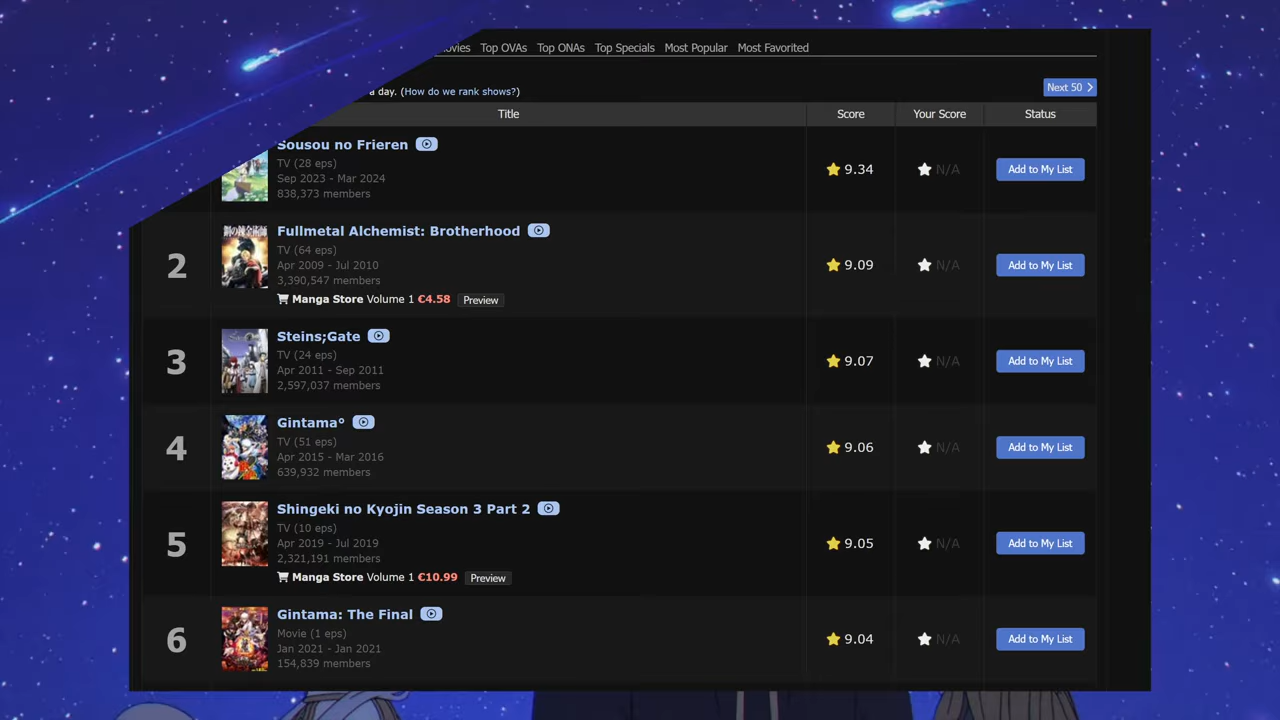 Top OVAs Top ONAs Top Specials Most Popular Most Favorited
a day. (How do we rank shows?) Next 50
Title Score Your Score Status
Sousou no Frieren
TV (28 eps)
Sep 2023 - Mar 2024
838,373 members
9.34 N/A Add to My List
2
Fullmetal Alchemist: Brotherhood
TV (64 eps)
Apr 2009 - Jul 2010
3,390,547 members
Manga Store Volume 1 €4.58 Preview
9.09 N/A Add to My List
3
Steins;Gate
TV (24 eps)
Apr 2011 - Sep 2011
2,597,037 members
9.07 N/A Add to My List
4
Gintama°
TV (51 eps)
Apr 2015 - Mar 2016
639,932 members
9.06 N/A Add to My List
5
Shingeki no Kyojin Season 3 Part 2
TV (10 eps)
Apr 2019 - Jul 2019
2,321,191 members
Manga Store Volume 1 €10.99 Preview
9.05 N/A Add to My List
6
Gintama: The Final
Movie (1 eps)
Jan 2021 - Jan 2021
154,839 members
9.04 N/A Add to My List